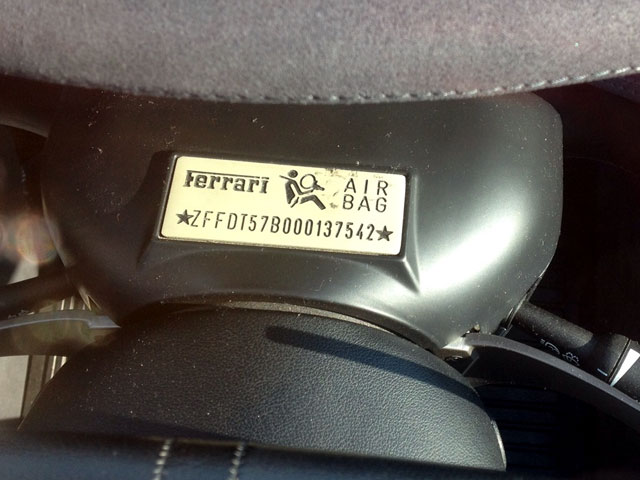 Ferrari
AIR
BAG
★ZFFDT57B000137542★